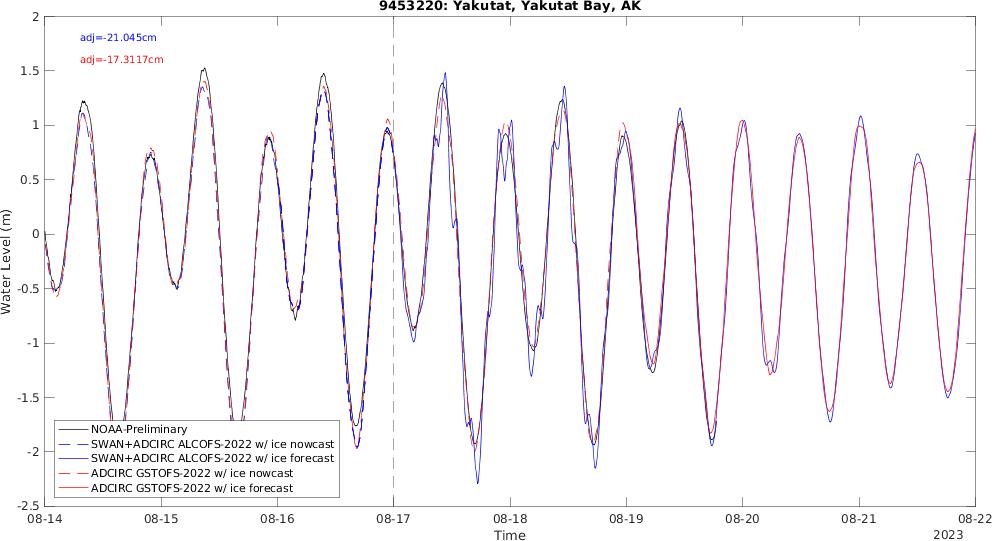 9453220: Yakutat, Yakutat Bay, AK
adj=-21.045cm
adj=-17.3117cm
Water Level (m)
2
1.5
1
0.5
0
-0.5
-1
-1.5
-2
-2.5
NOAA-Preliminary
SWAN+ADCIRC ALCOFS-2022 w/ ice nowcast
SWAN+ADCIRC ALCOFS-2022 w/ ice forecast
ADCIRC GSTOFS-2022 w/ ice nowcast
ADCIRC GSTOFS-2022 w/ ice forecast
08-14 08-15 08-16 08-17 08-18 08-19 08-20 08-21 08-22
Time
2023